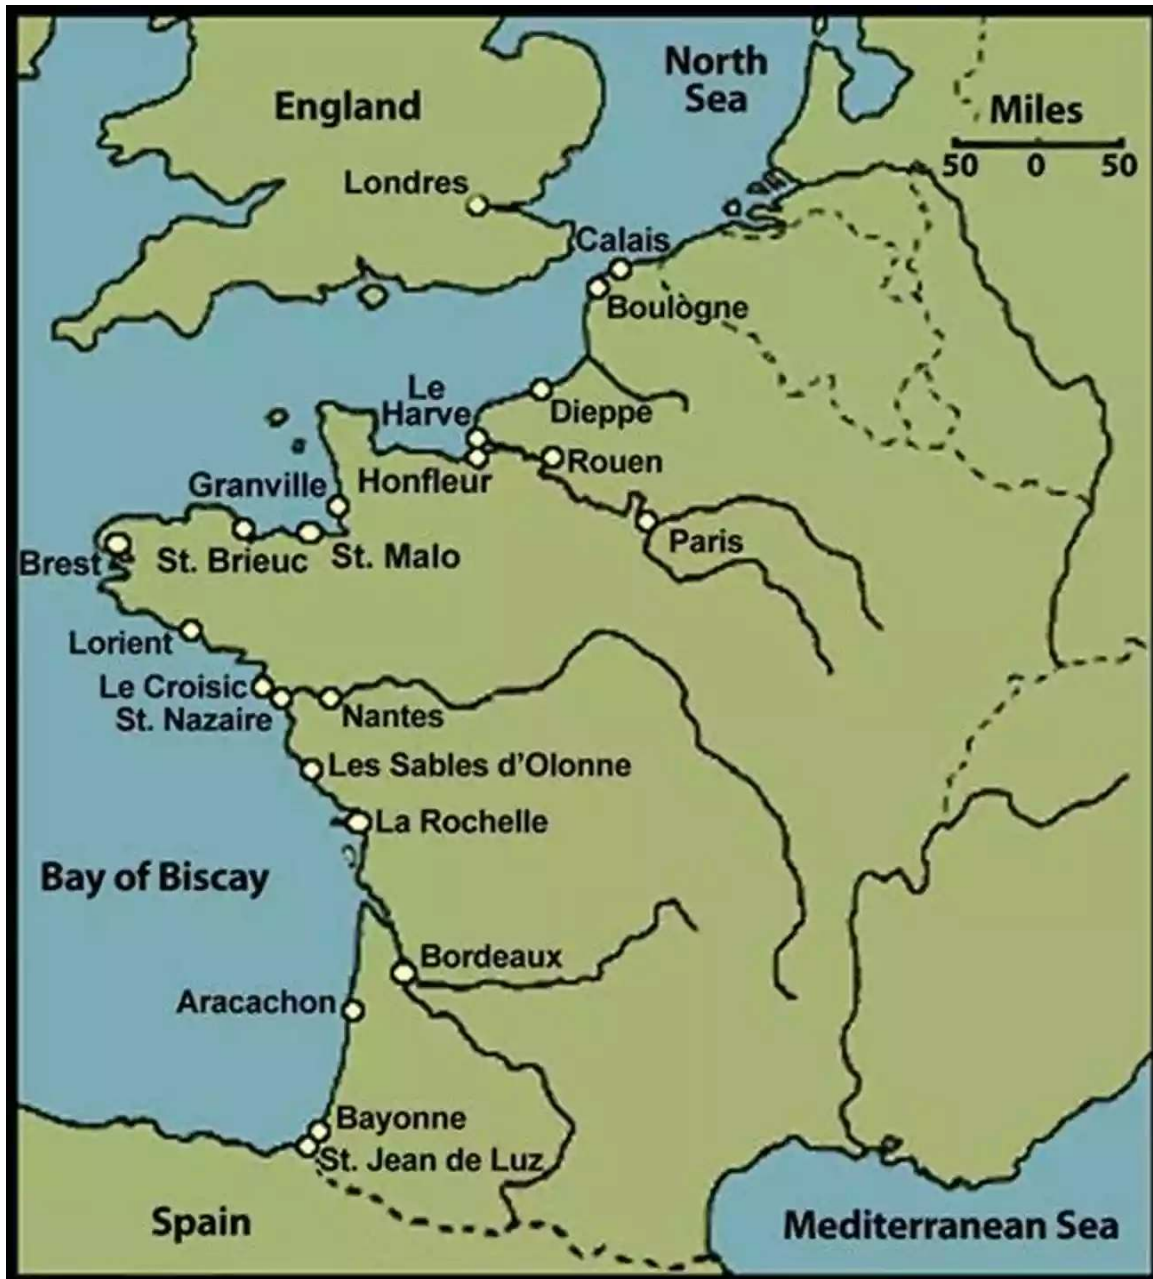 North
Sea
England
Miles
50 0 50
Londres
Calais
Boulògne
Le
Harve
Dieppe
Rouen
Honfleur
Granville
Paris
Brest
St. Brieuc
St. Malo
Lorient
Le Croisic
St. Nazaire
Nantes
Les Sables d'Olonne
La Rochelle
Bay of Biscay
Bordeaux
Aracachon
Bayonne
St. Jean de Luz
Spain
Mediterranean Sea